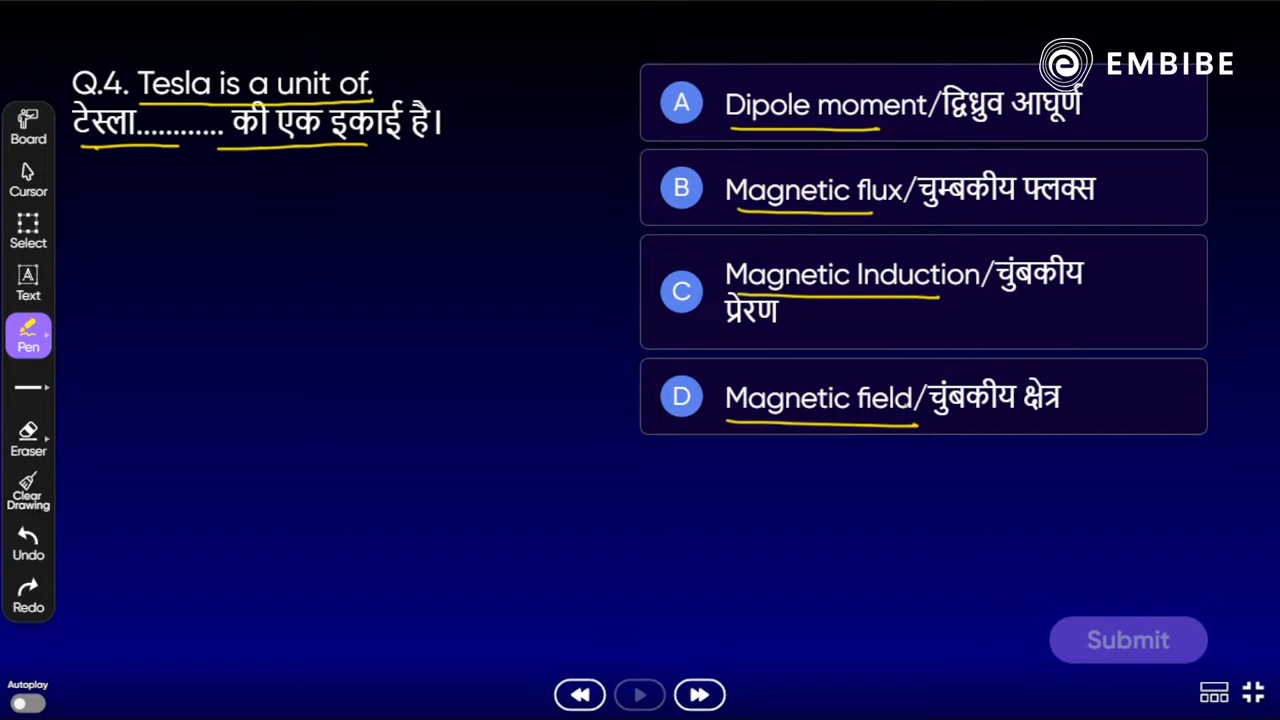 EMBIBE
Q.4. Tesla is a unit of.
टेस्ला............ की एक इकाई है।
A Dipole moment/द्विध्रुव आघूर्ण
B Magnetic flux/चुम्बकीय फ्लक्स
C Magnetic Induction/चुंबकीय
प्रेरण
D Magnetic field/चुंबकीय क्षेत्र
Board
Cursor
Select
A
Text
Pen
Eraser
Clear
Drawing
Undo
Redo
Submit
Autoplay